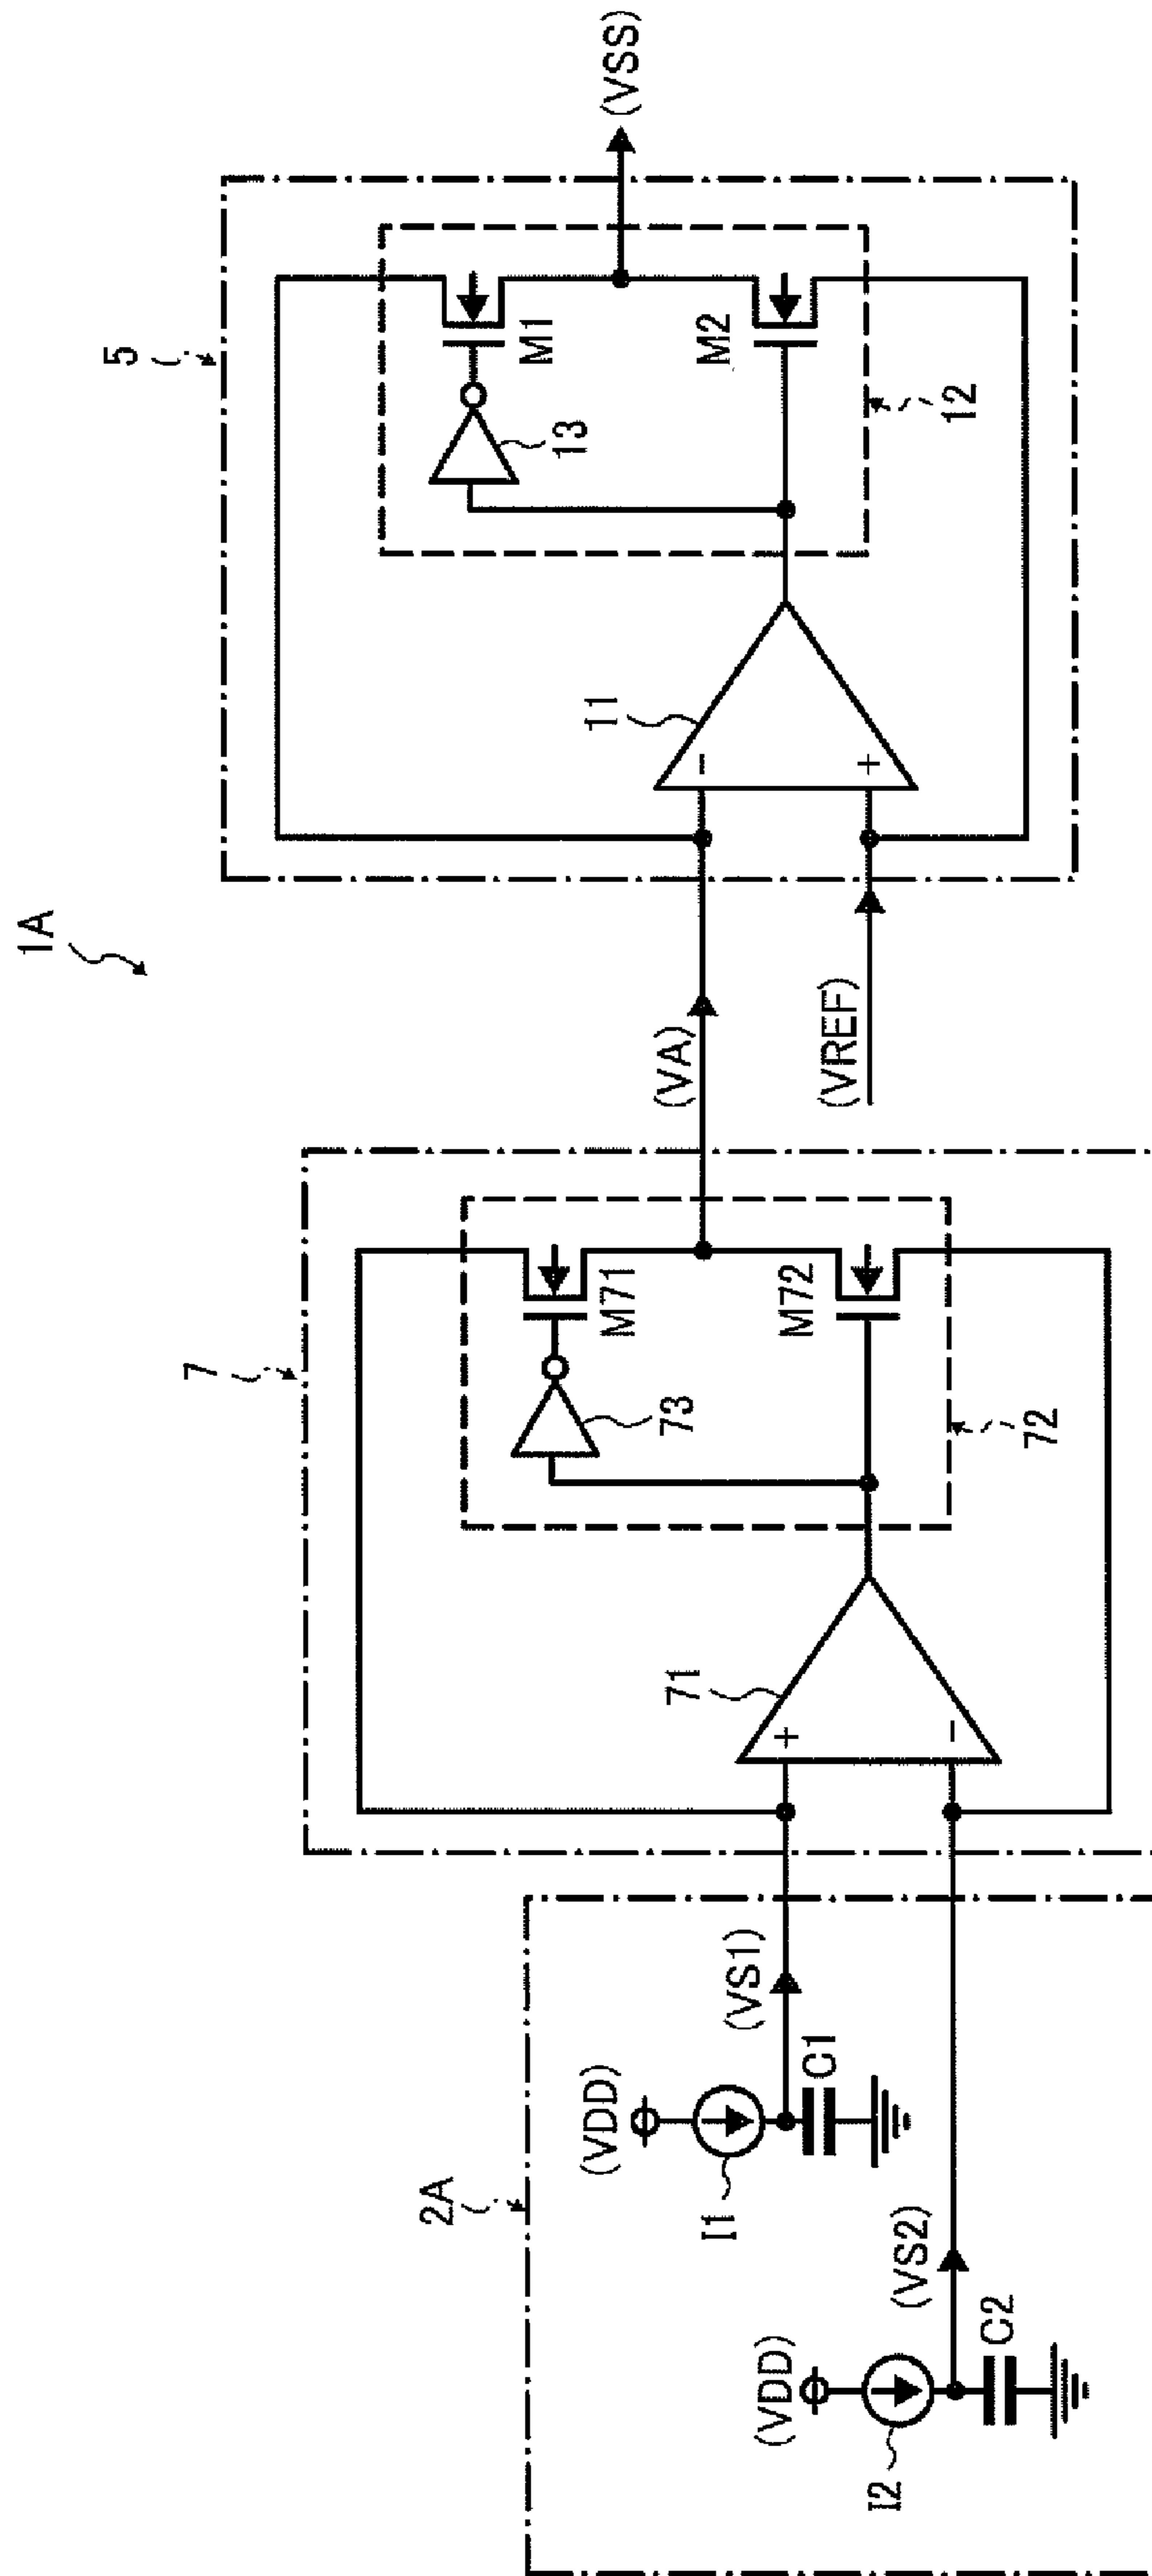 1A
2A
(VDD)
I1
C1
(VS1)
(VDD)
I2
C2
(VS2)
7
71
+
-
73
M71
M72
72
(VA)
(VREF)
5
11
-
+
13
M1
M2
12
(VSS)